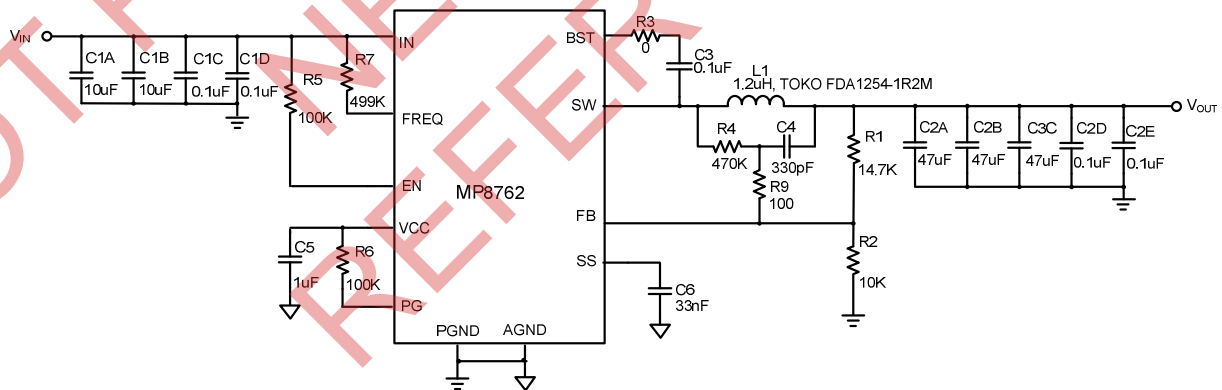 VIN
C1A
10uF
C1B
10uF
C1C
0.1uF
C1D
0.1uF
R5
100K
R7
499K
IN
FREQ
EN
VCC
PG
C5
1uF
R6
100K
MP8762
PGND
AGND
BST
SW
FB
SS
R3
0
C3
0.1uF
L1
1.2uH, TOKO FDA1254-1R2M
R4
470K
C4
330pF
R9
100
R1
14.7K
R2
10K
C6
33nF
C2A
47uF
C2B
47uF
C3C
47uF
C2D
0.1uF
C2E
0.1uF
VOUT
REFER